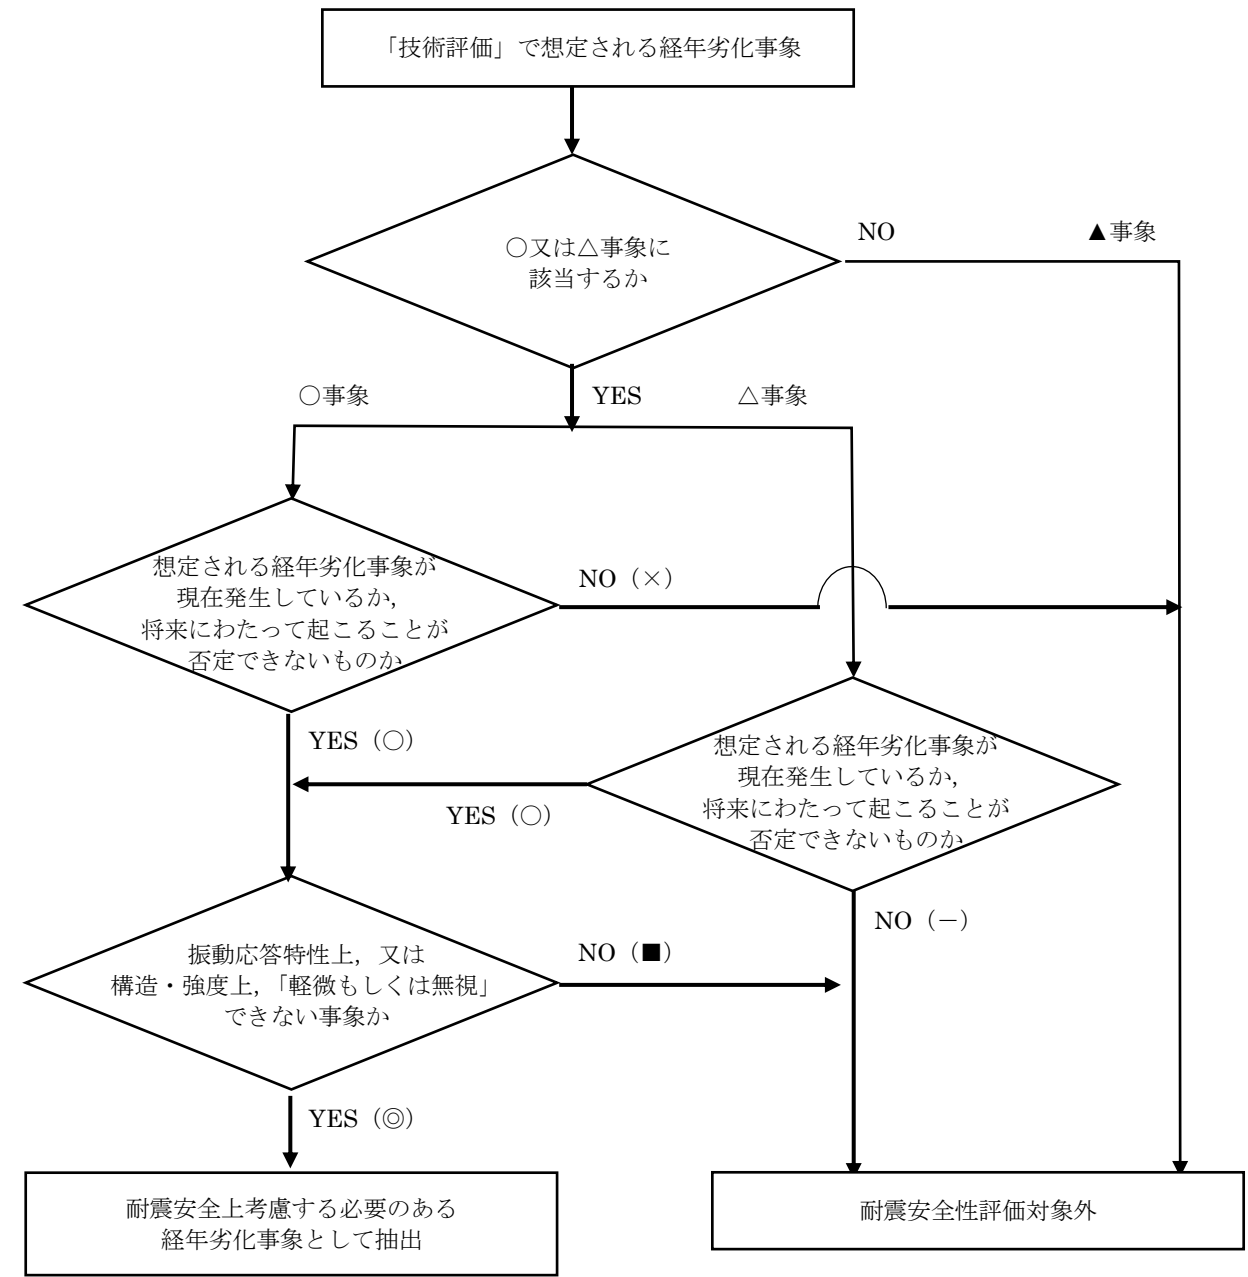 「技術評価」で想定される経年劣化事象
○又は△事象に
該当するか
NO
▲事象
○事象
YES
△事象
想定される経年劣化事象が
現在発生しているか,
将来にわたって起こることが
否定できないものか
NO（×）
YES（○）
想定される経年劣化事象が
現在発生しているか,
将来にわたって起こることが
否定できないものか
YES（○）
NO（－）
振動応答特性上，又は
構造・強度上，「軽微もしくは無視」
できない事象か
NO（■）
YES（◎）
耐震安全上考慮する必要のある
経年劣化事象として抽出
耐震安全性評価対象外